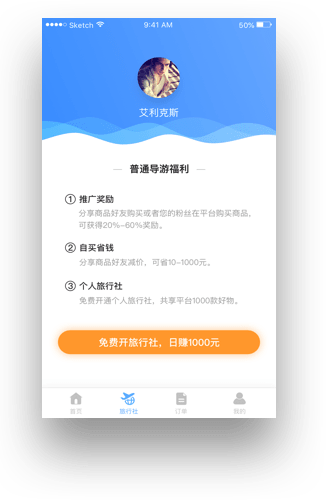 Sketch 9:41 AM 50%
艾利克斯
普通导游福利
① 推广奖励
分享商品好友购买或者您的粉丝在平台购买商品，
可获得20%~60%奖励。
② 自买省钱
分享商品好友减价，可省10~1000元。
③ 个人旅行社
免费开通个人旅行社，共享平台1000款好物。
免费开旅行社，日赚1000元
首页 旅行社 订单 我的